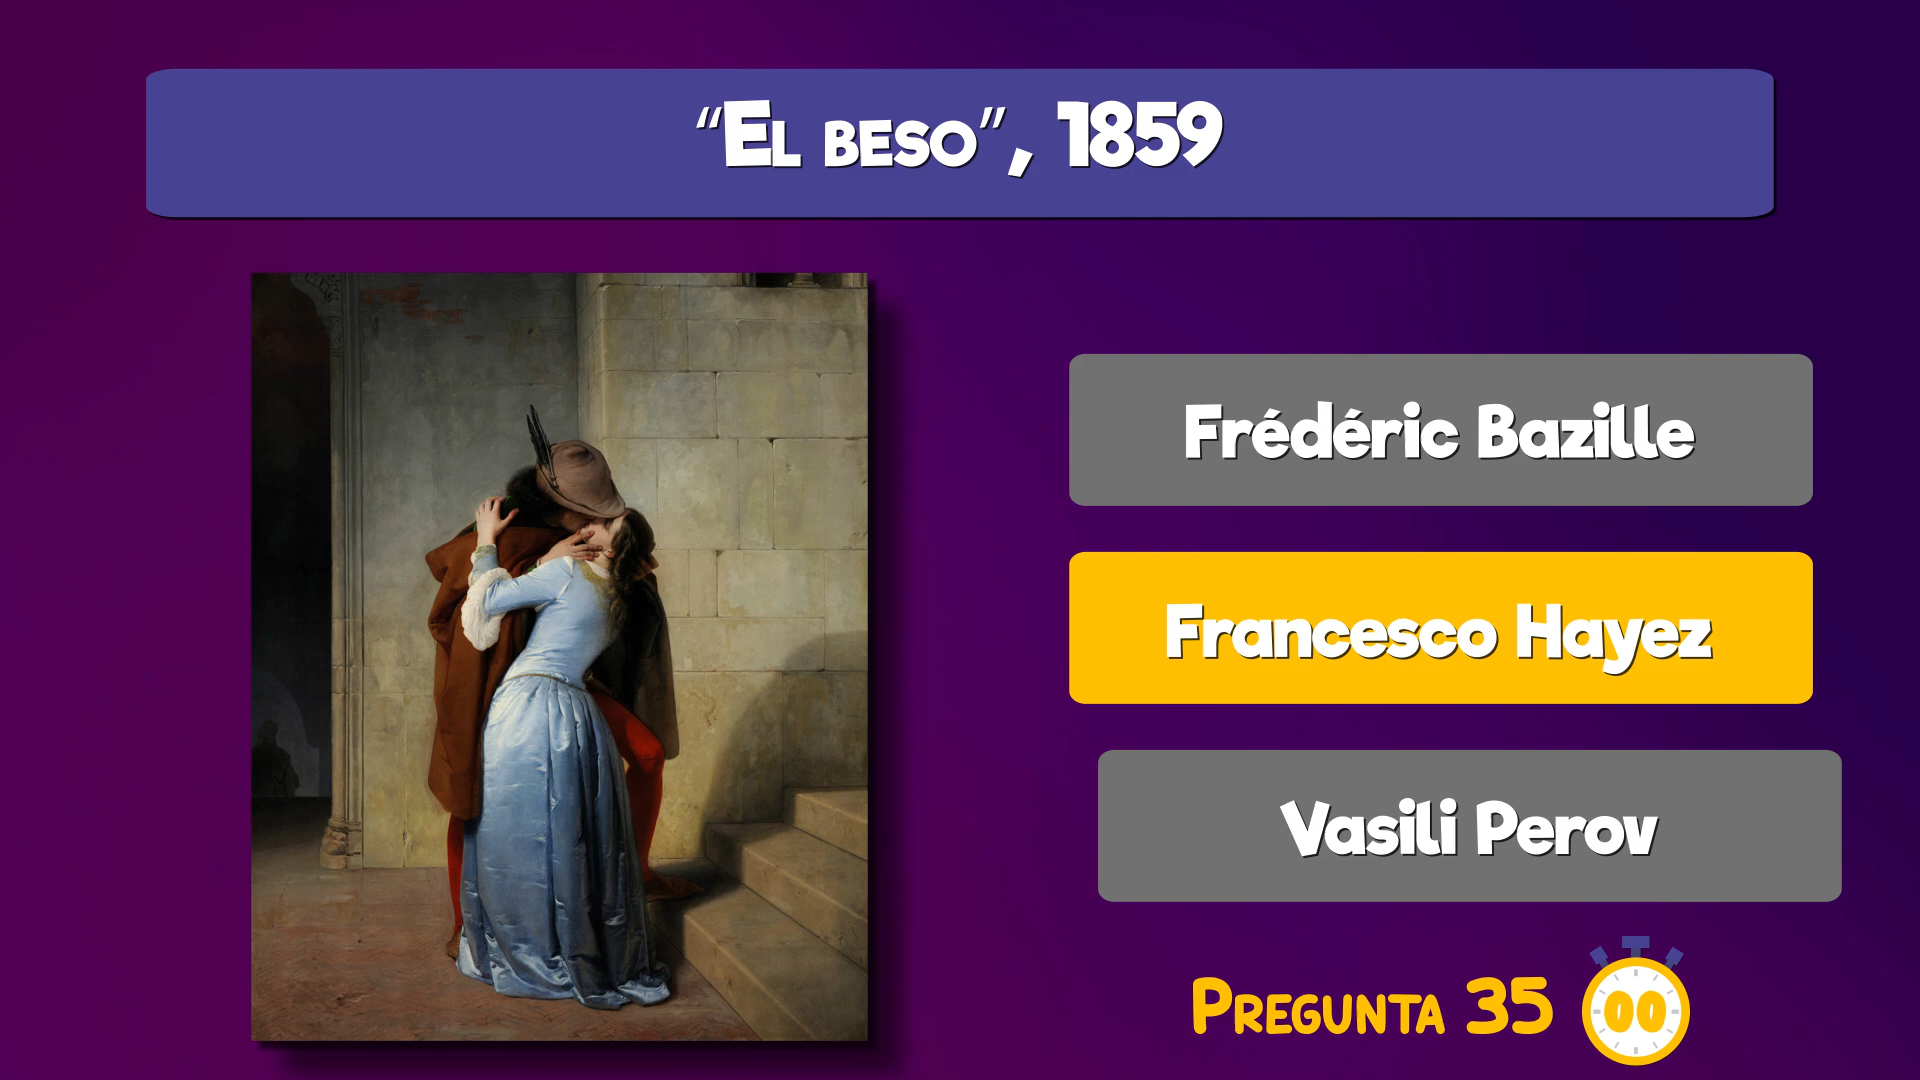 “El beso”, 1859
Frédéric Bazille
Francesco Hayez
Vasili Perov
Pregunta 35
00